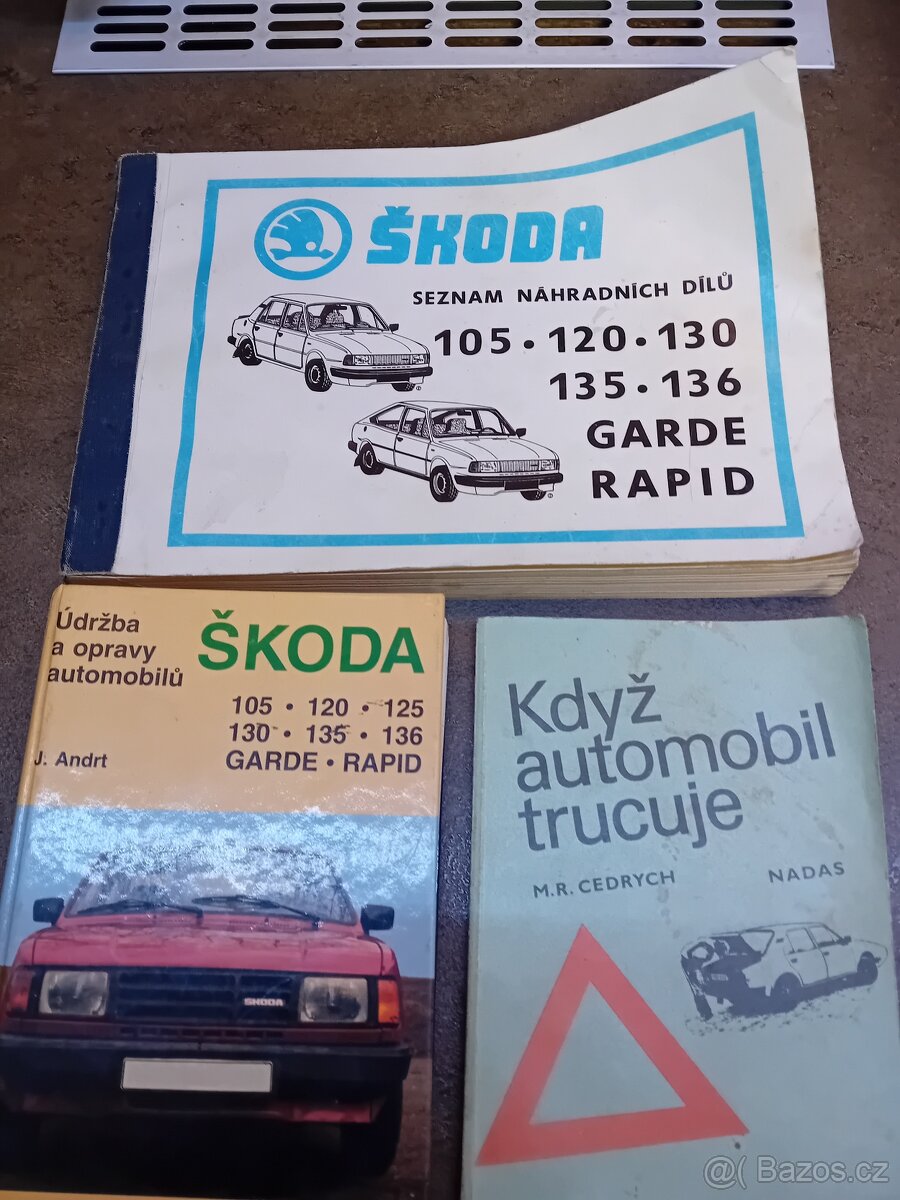 ŠKODA
SEZNAM NÁHRADNÍCH DÍLŮ
105 • 120 • 130
135 • 136
GARDE
RAPID
Údržba
a opravy
automobilů
ŠKODA
105 • 120 • 125
130 • 135 • 136
GARDE • RAPID
J. Andrt
SKODA
Když
automobil
trucuje
M.R. CEDRYCH
NADAS
@( Bazos.cz